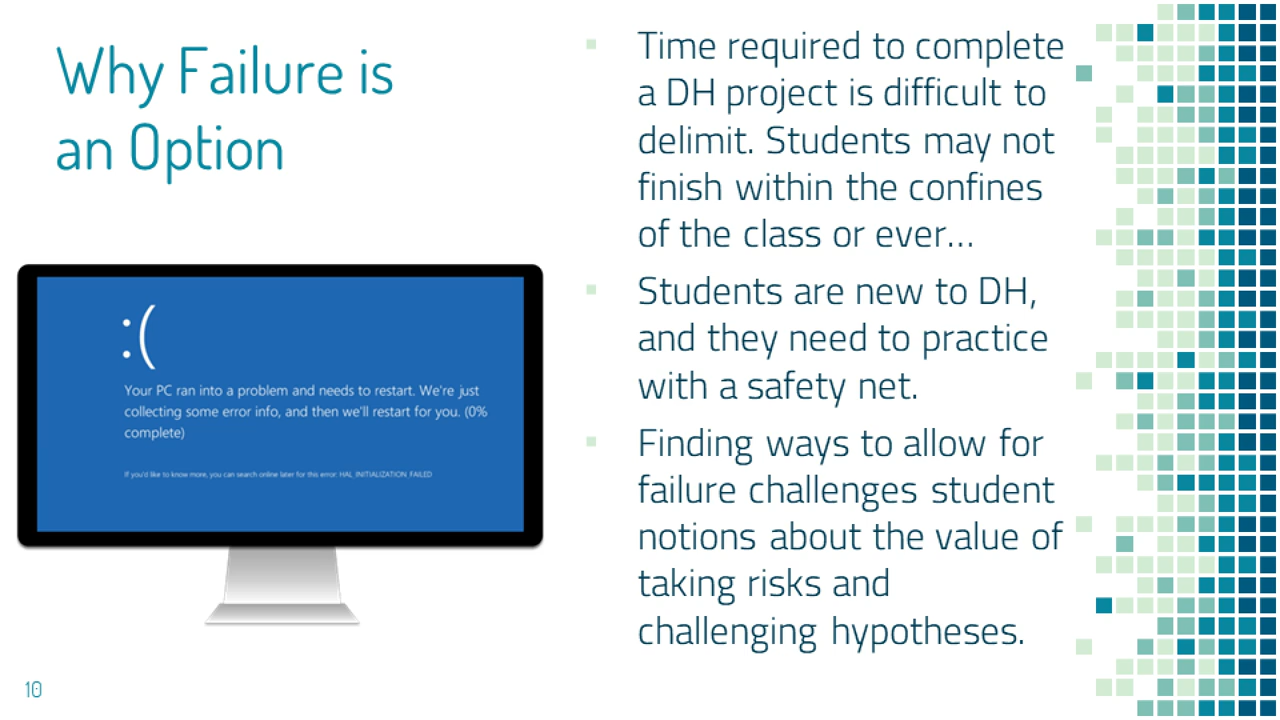 Why Failure is
an Option
:(
Your PC ran into a problem and needs to restart. We're just
collecting some error info, and then we'll restart for you. (0%
complete)
If you'd like to know more, you can search online later for this error: HAL_INITIALIZATION_FAILED
Time required to complete
a DH project is difficult to
delimit. Students may not
finish within the confines
of the class or ever…
Students are new to DH,
and they need to practice
with a safety net.
Finding ways to allow for
failure challenges student
notions about the value of
taking risks and
challenging hypotheses.
10